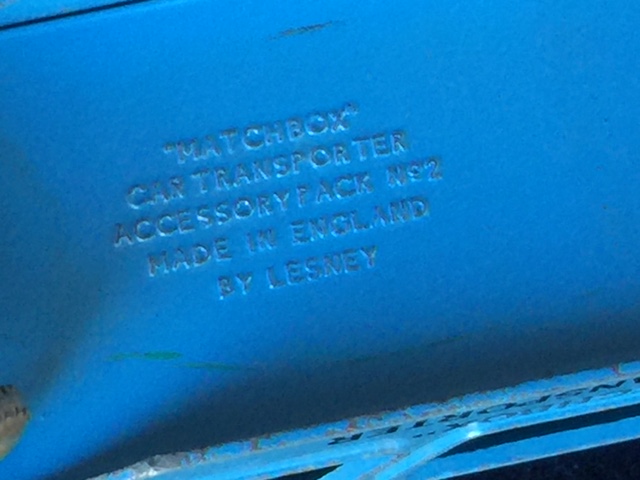 "MATCHBOX"
CAR TRANSPORTER
ACCESSORY PACK Nº2
MADE IN ENGLAND
BY LESNEY